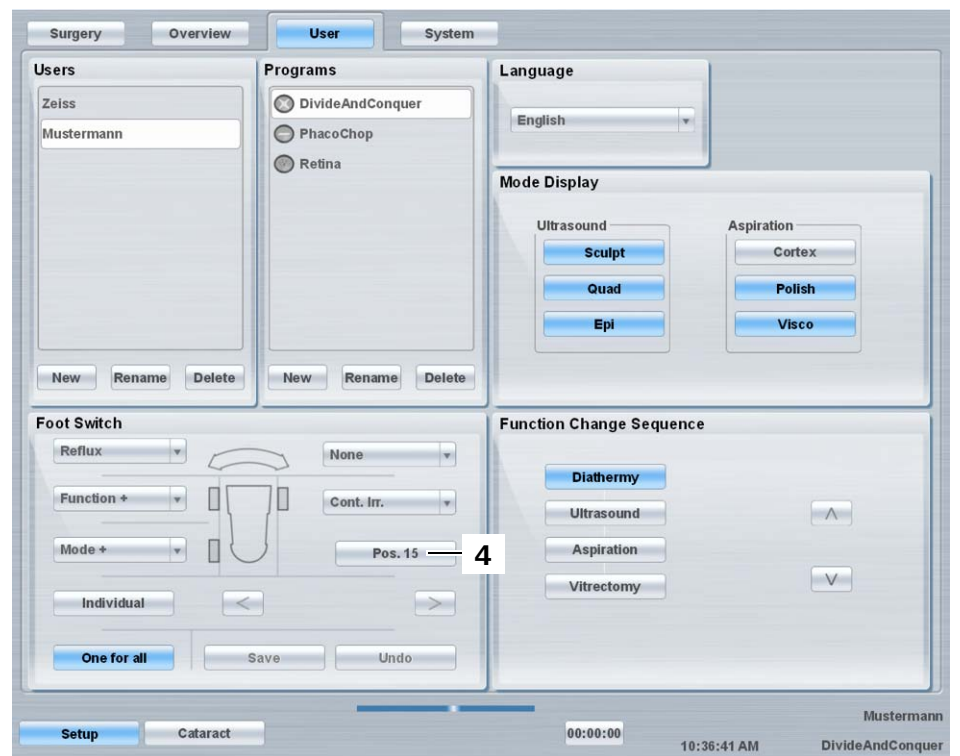 Surgery Overview User System
Users
Zeiss
Mustermann
New Rename Delete
Programs
DivideAndConquer
PhacoChop
Retina
New Rename Delete
Language
English
Mode Display
Ultrasound
Sculpt
Quad
Epi
Aspiration
Cortex
Polish
Visco
Foot Switch
Reflux None
Function + Cont. Irr.
Mode + Pos. 15 4
Individual < >
One for all Save Undo
Function Change Sequence
Diathermy
Ultrasound
Aspiration
Vitrectomy
Setup Cataract 00:00:00 10:36:41 AM
Mustermann
DivideAndConquer